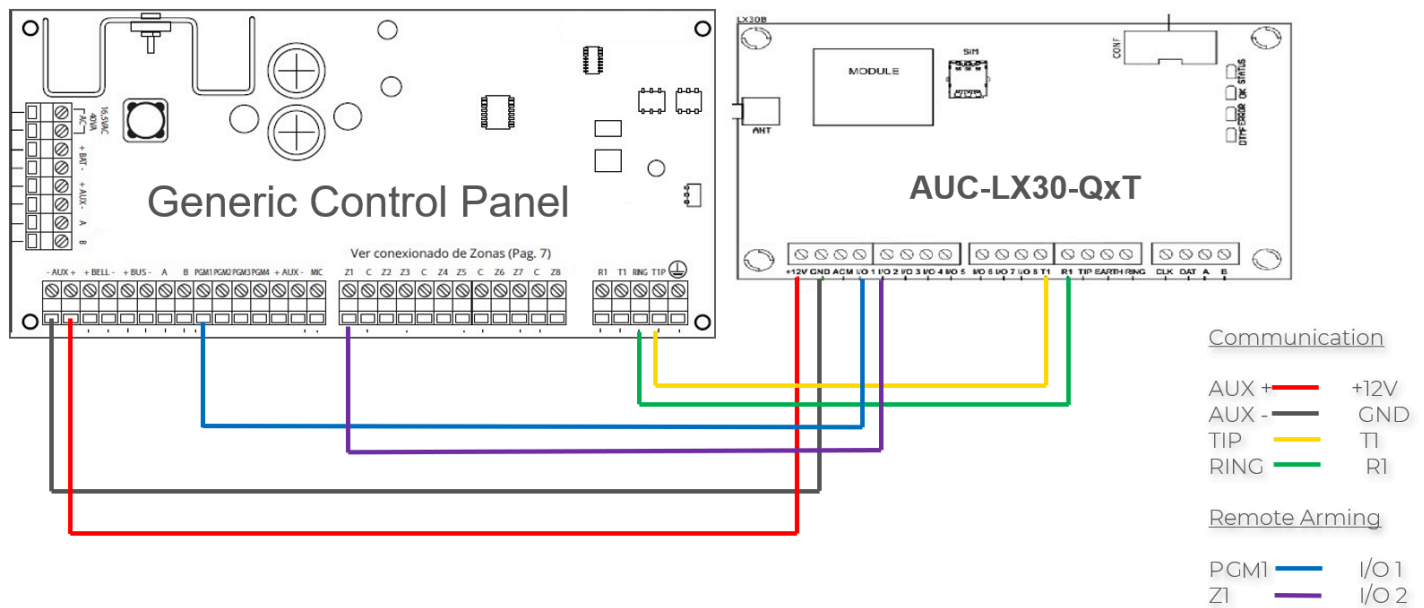 LX30B
SIM
MODULE
CONF
STATUS
OK
ERROR
DTMF
ANT
16.5VAC
40VA
AC
+ BAT -
+ AUX -
A
B
Generic Control Panel
AUC-LX30-QxT
Ver conexionado de Zonas (Pag. 7)
- AUX + + BELL - + BUS - A B PGM1 PGM2 PGM3 PGM4 + AUX - MIC
Z1 C Z2 Z3 C Z4 Z5 C Z6 Z7 C Z8
R1 T1 RING T1P
+12V GND ACM I/O 1 I/O 2 I/O 3 I/O 4 I/O 5 I/O 6 I/O 7 I/O 8 T1 R1 TIP EARTH RING CLK DAT A B
Communication
AUX + +12V
AUX - GND
TIP T1
RING R1
Remote Arming
PGM1 I/O 1
Z1 I/O 2